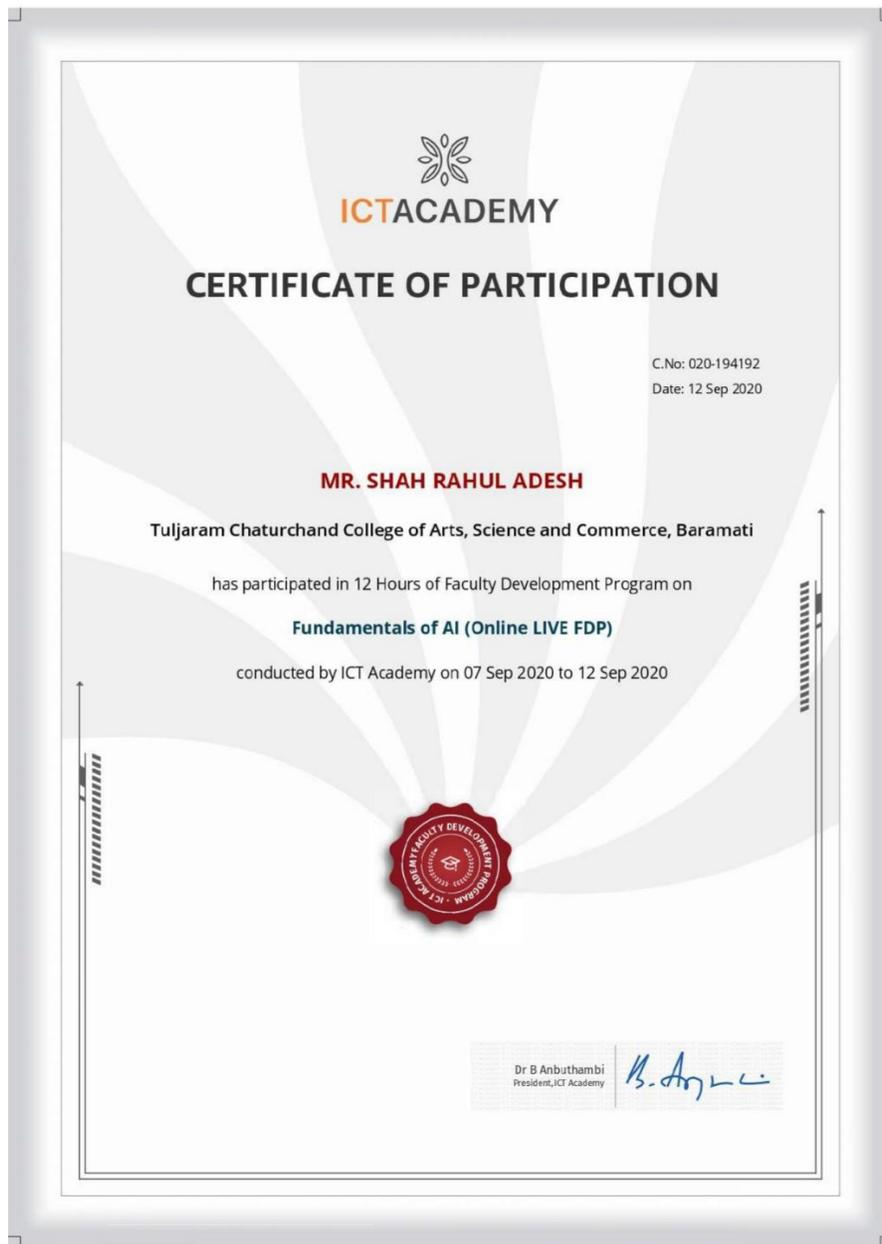 ICTACADEMY
CERTIFICATE OF PARTICIPATION
C.No: 020-194192
Date: 12 Sep 2020
MR. SHAH RAHUL ADESH
Tuljaram Chaturchand College of Arts, Science and Commerce, Baramati
has participated in 12 Hours of Faculty Development Program on
Fundamentals of AI (Online LIVE FDP)
conducted by ICT Academy on 07 Sep 2020 to 12 Sep 2020
ICT ACADEMY FACULTY DEVELOPMENT PROGRAM
Dr B Anbuthambi
President,ICT Academy